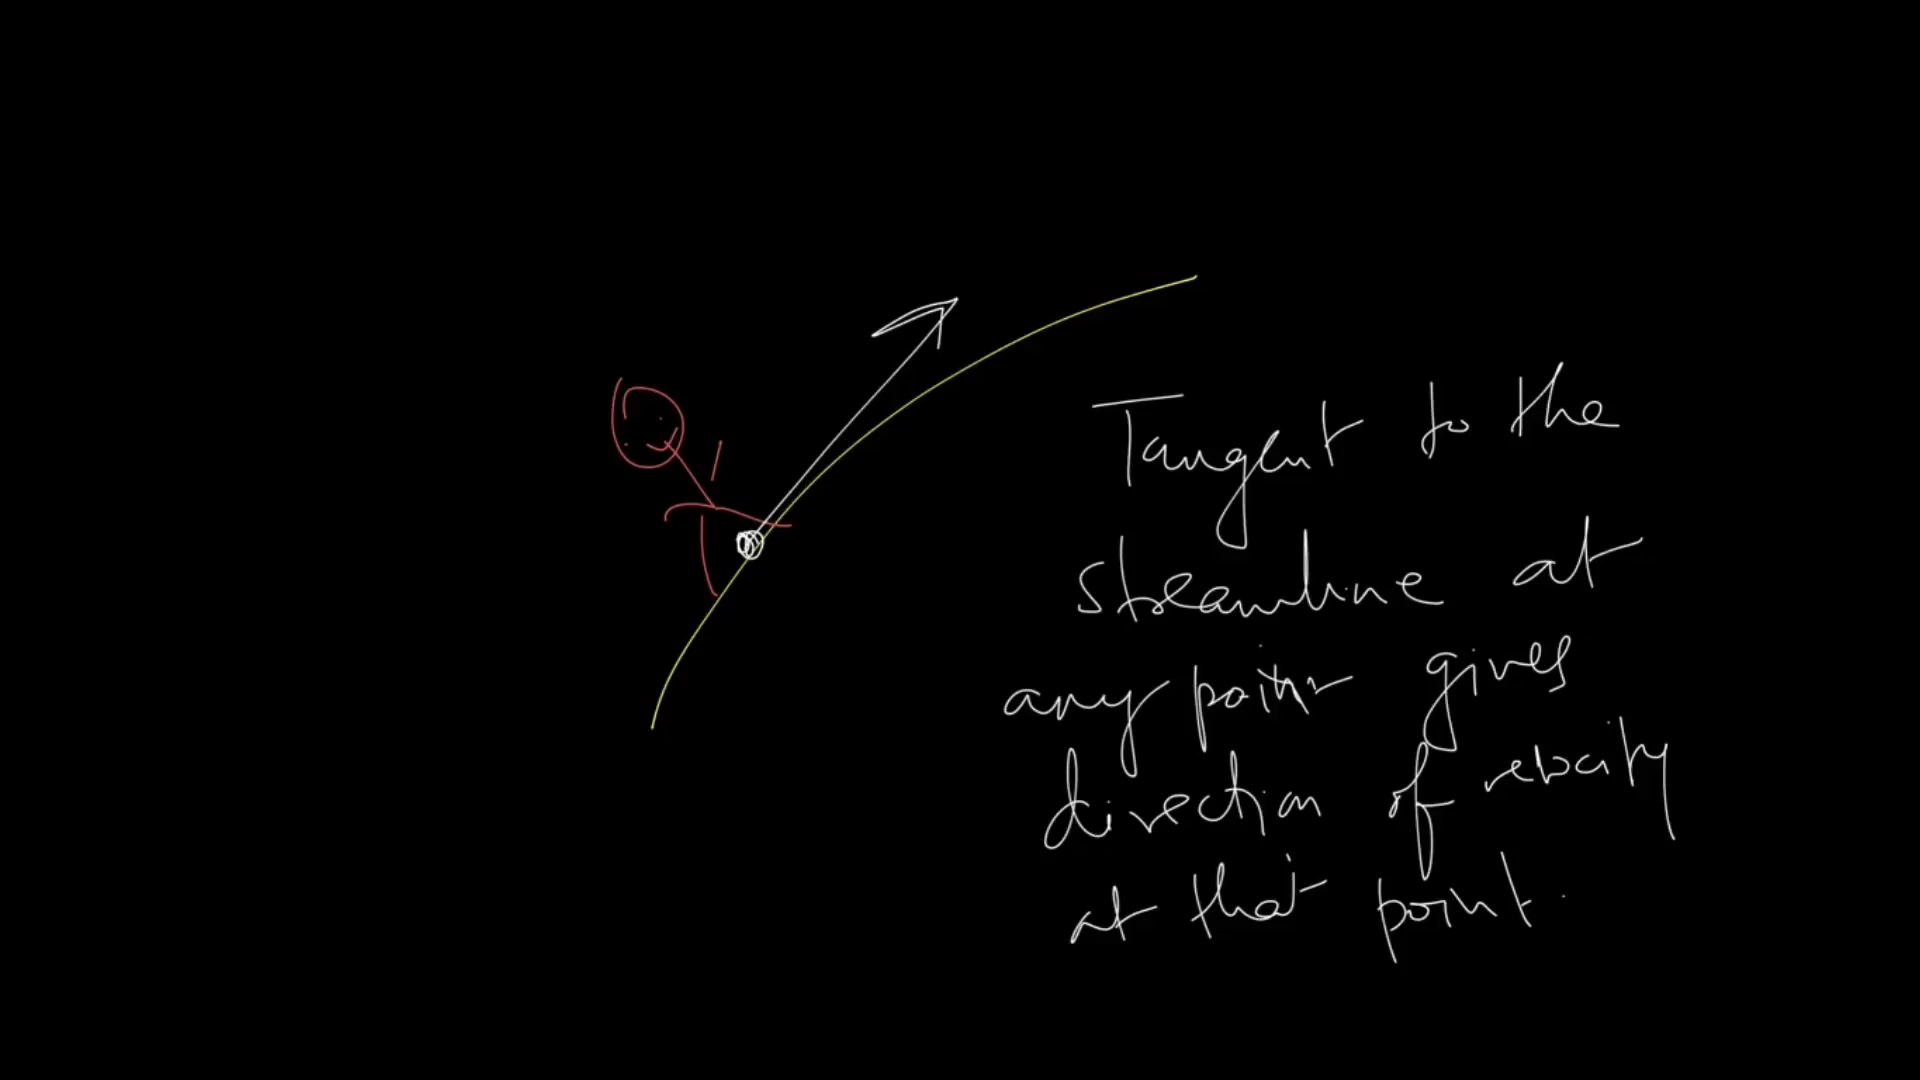 Tangent to the
streamline at
any point gives
direction of velocity
at that point.